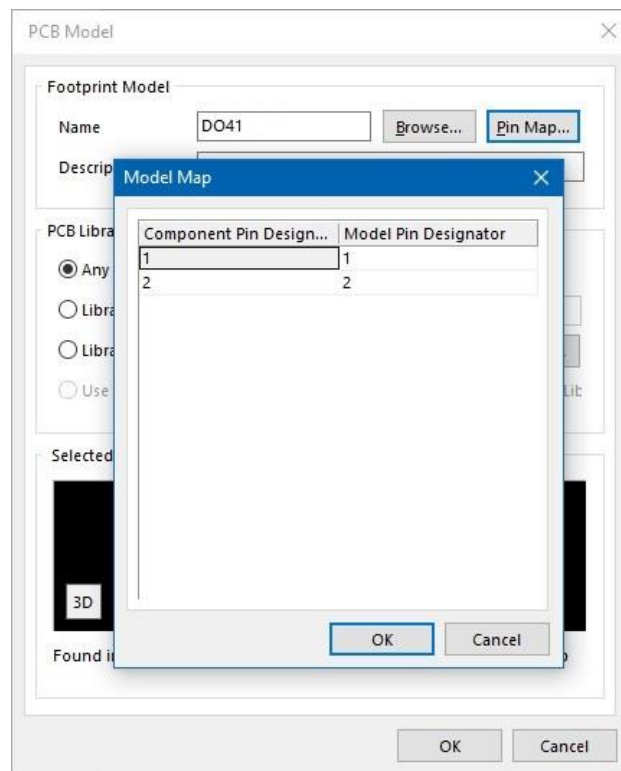 PCB Model
Footprint Model
Name DO41 Browse... Pin Map...
Descrip
Model Map
PCB Libra
Component Pin Design... Model Pin Designator
1 1
2 2
Any
Libra
Libra
Use Lib
Selected
3D
OK Cancel
Found i
OK Cancel